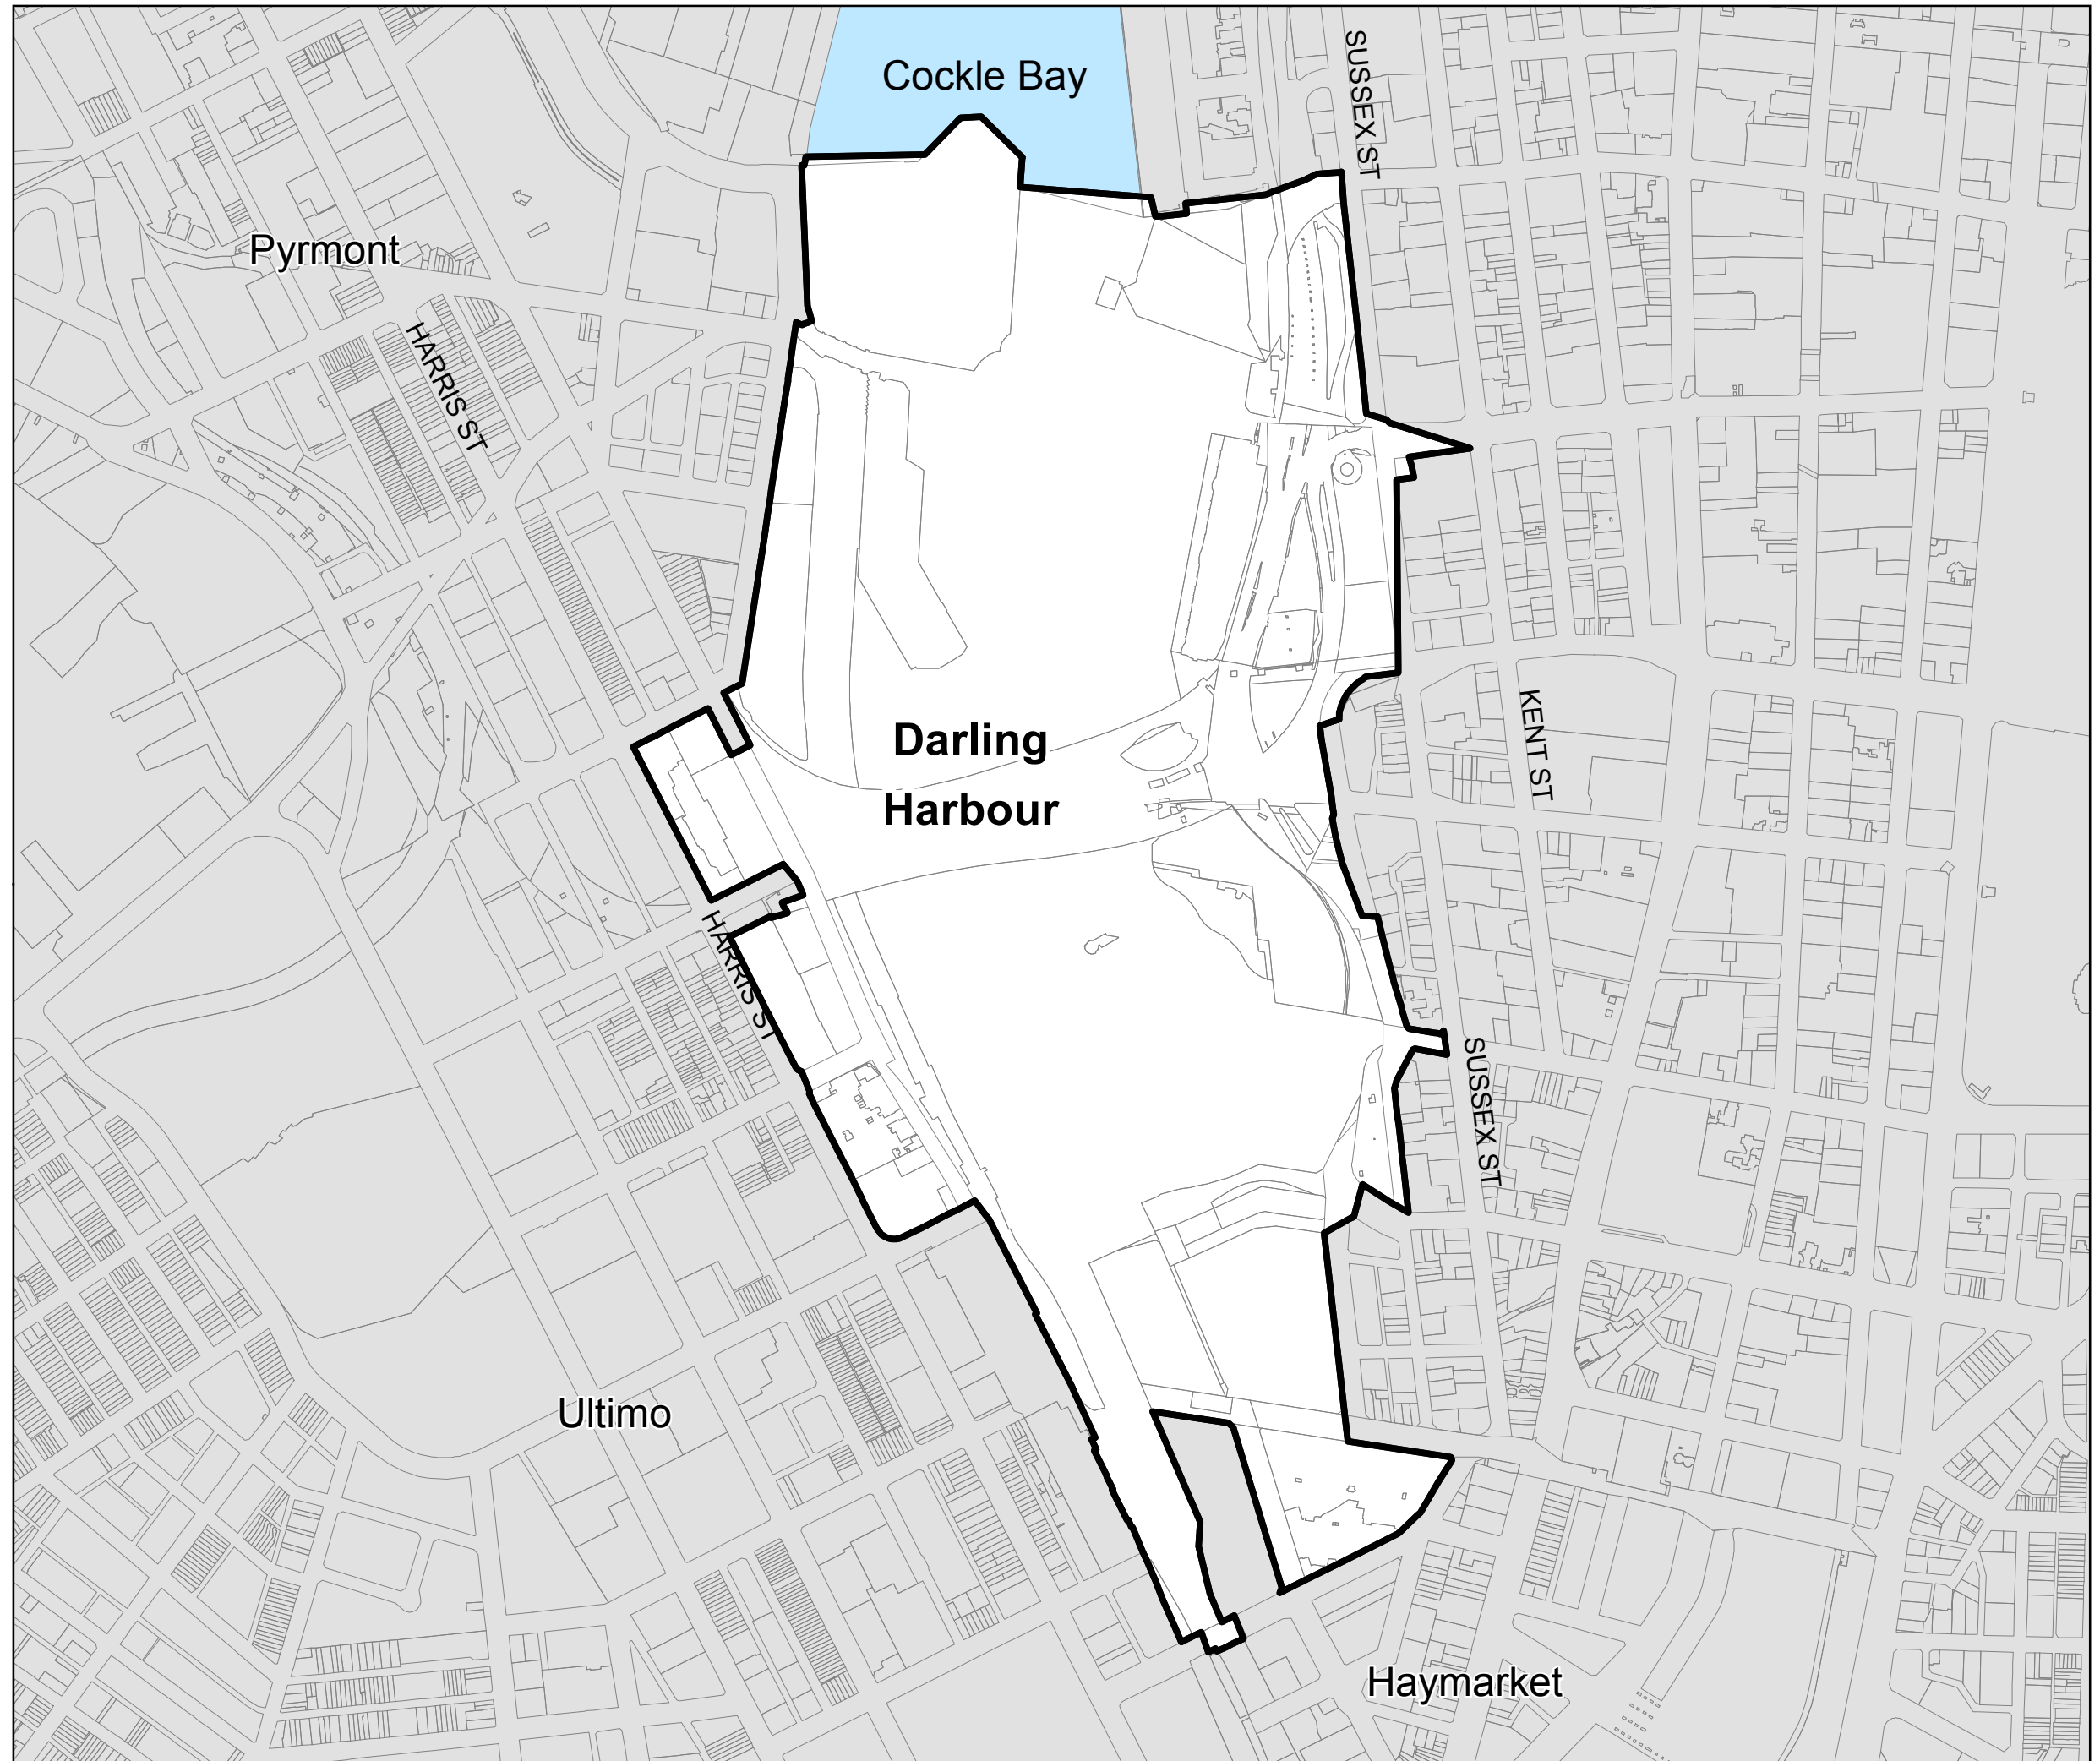 Cockle Bay
SUSSEX ST
Pyrmont
HARRIS ST
Darling
Harbour
KENT ST
HARRIS ST
SUSSEX ST
Ultimo
Haymarket